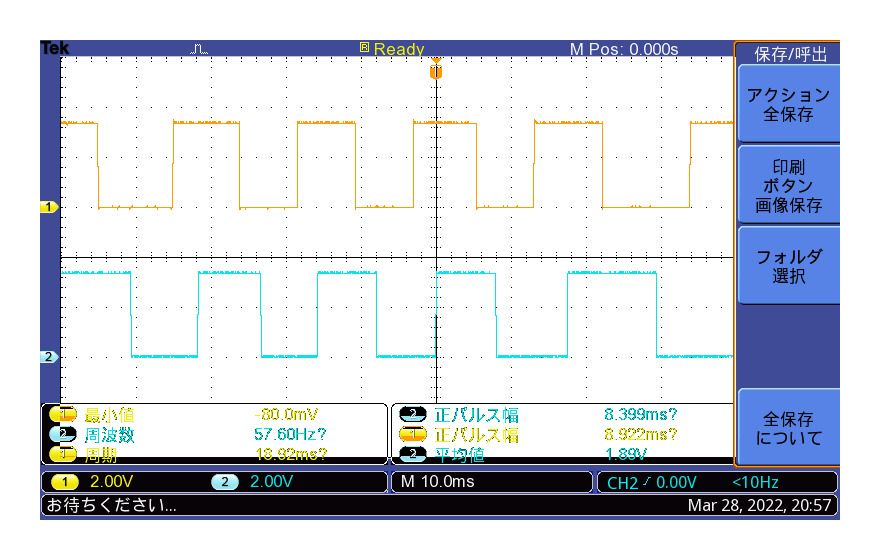 Tek R Ready M Pos: 0.000s
保存/呼出
アクション
全保存
印刷
ボタン
画像保存
フォルダ
選択
全保存
について
1
2
1 最小値 -80.0mV
2 周波数 57.60Hz?
1 周期 18.92ms?
2 正パルス幅 8.399ms?
1 正パルス幅 8.922ms?
2 平均値 1.89V
1 2.00V 2 2.00V M 10.0ms CH2 0.00V <10Hz
お待ちください... Mar 28, 2022, 20:57